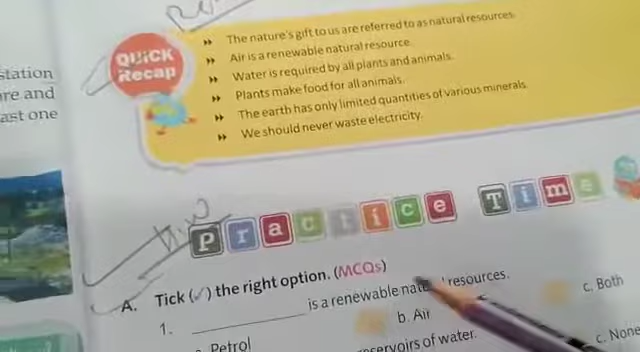 station
re and
ast one
QUICK
Recap
The nature's gift to us are referred to as natural resources.
Air is a renewable natural resource.
Water is required by all plants and animals.
Plants make food for all animals.
The earth has only limited quantities of various minerals.
We should never waste electricity.
Practice Time
A. Tick (✓) the right option. (MCQs)
1. ____________ is a renewable natural resources.
a. Petrol b. Air c. Both
reservoirs of water.
c. None